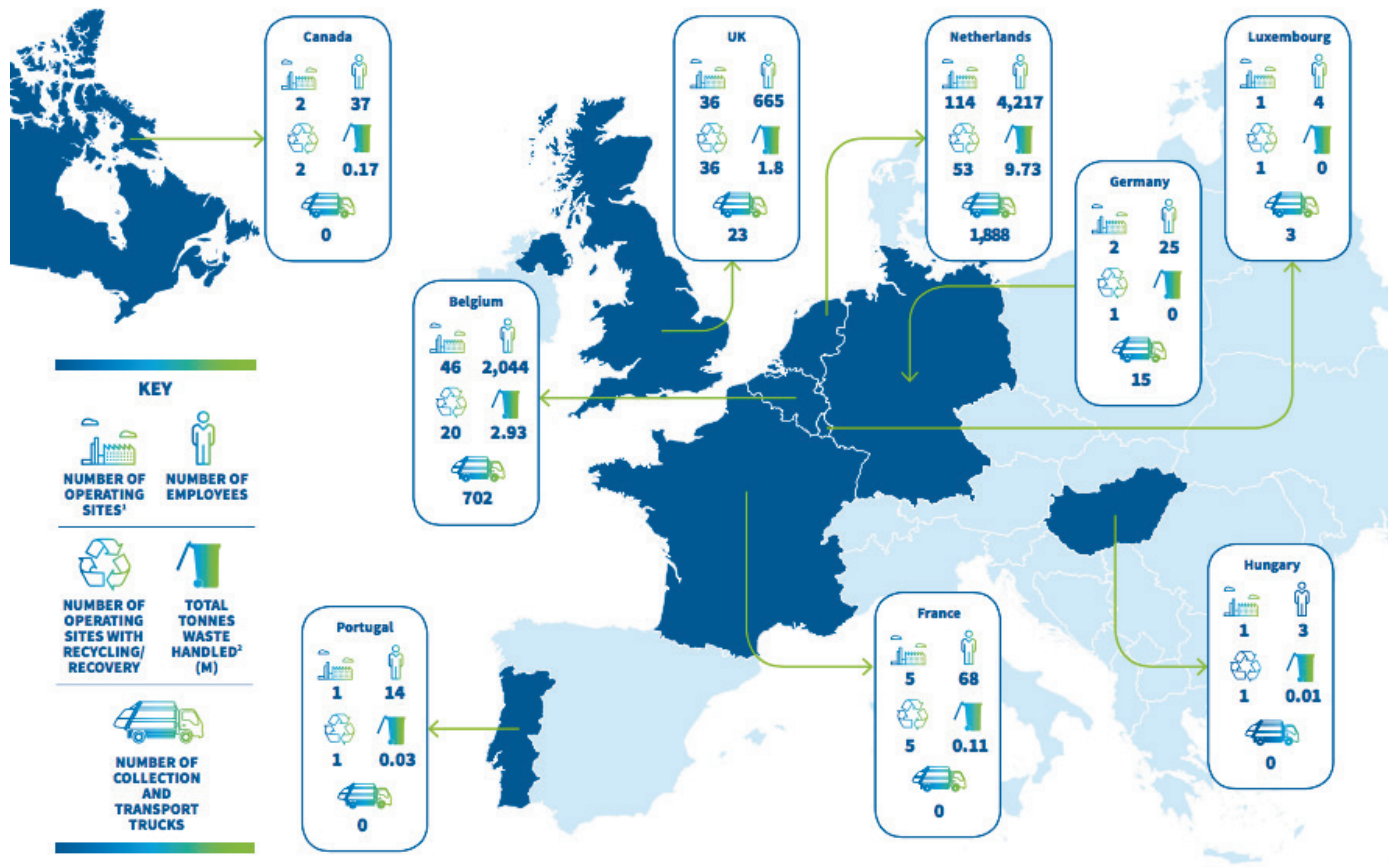 Canada
2 37
2 0.17
0
UK
36 665
36 1.8
23
Netherlands
114 4,217
53 9.73
1,888
Luxembourg
1 4
1 0
3
Germany
2 25
1 0
15
Belgium
46 2,044
20 2.93
702
KEY
NUMBER OF
OPERATING
SITES¹
NUMBER OF
EMPLOYEES
NUMBER OF
OPERATING
SITES WITH
RECYCLING/
RECOVERY
TOTAL
TONNES
WASTE
HANDLED²
(M)
NUMBER OF
COLLECTION
AND
TRANSPORT
TRUCKS
Portugal
1 14
1 0.03
0
France
5 68
5 0.11
0
Hungary
1 3
1 0.01
0